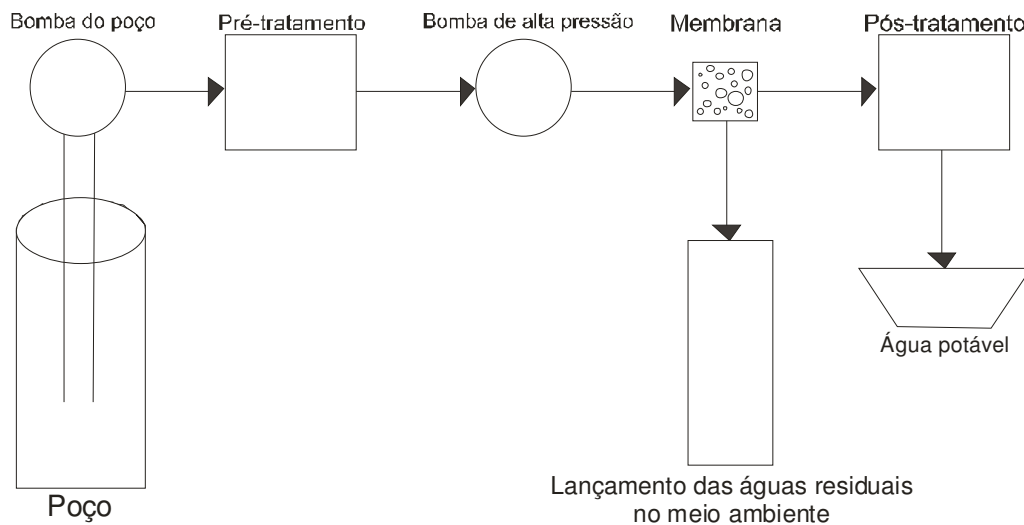 Bomba do poço
Pré-tratamento
Bomba de alta pressão
Membrana
Pós-tratamento
Água potável
Poço
Lançamento das águas residuais
no meio ambiente